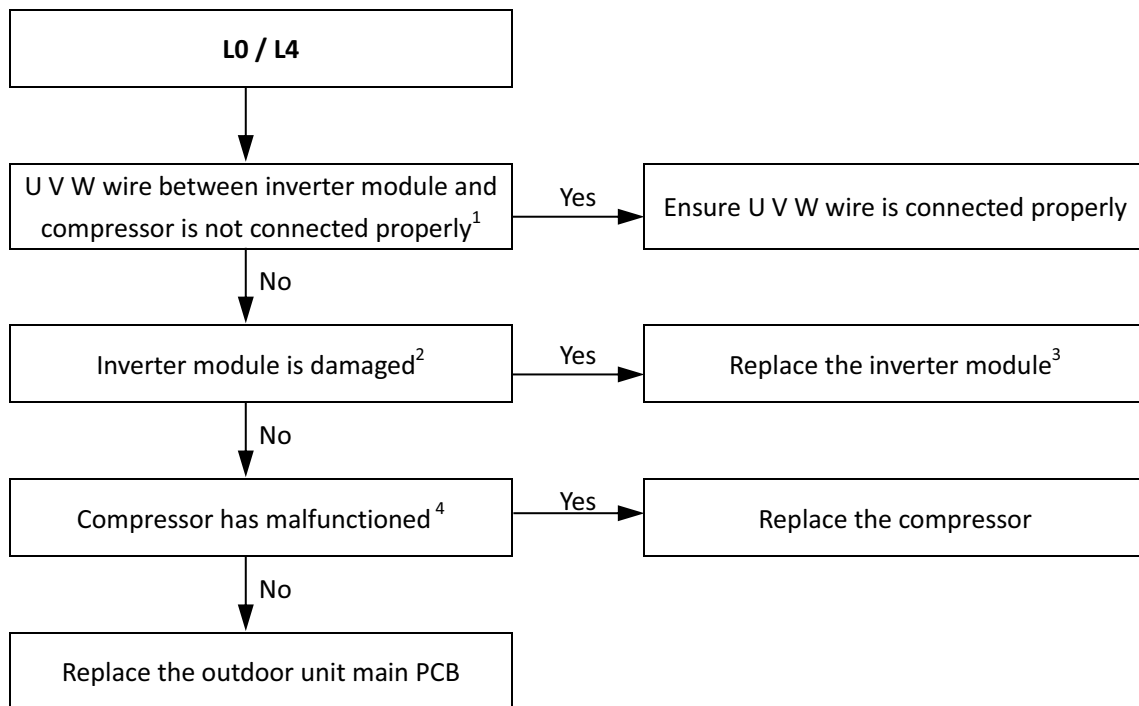 L0 / L4
U V W wire between inverter module and
compressor is not connected properly1
Yes
Ensure U V W wire is connected properly
No
Inverter module is damaged2
Yes
Replace the inverter module3
No
Compressor has malfunctioned 4
Yes
Replace the compressor
No
Replace the outdoor unit main PCB